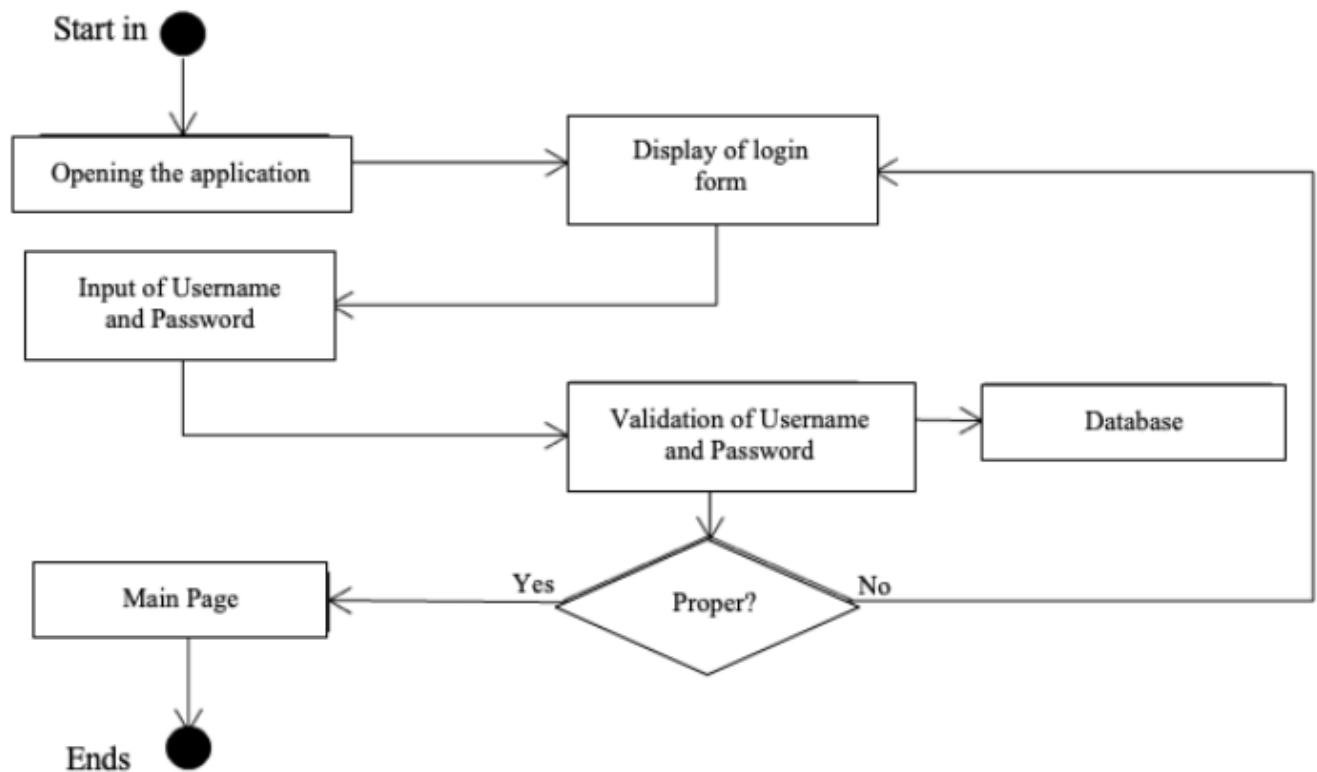 Start in
Opening the application
Display of login
form
Input of Username
and Password
Validation of Username
and Password
Database
Yes
Proper?
No
Main Page
Ends